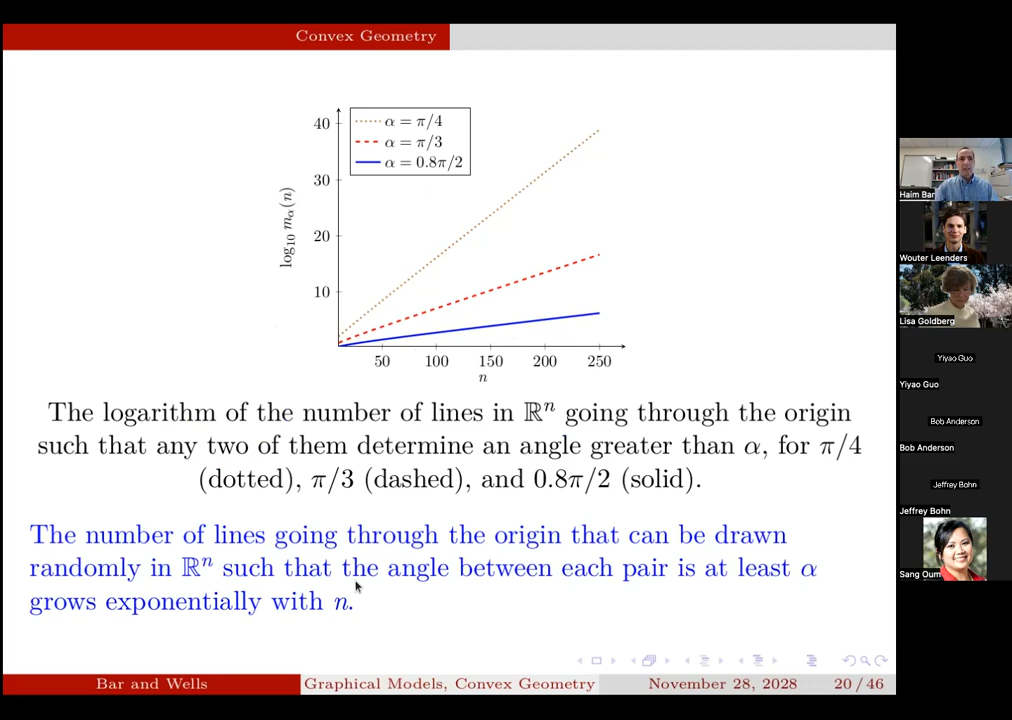 Convex Geometry
40
30
20
10
log₁₀ mα(n)
α = π/4
α = π/3
α = 0.8π/2
50 100 150 200 250
n
The logarithm of the number of lines in ℝⁿ going through the origin
such that any two of them determine an angle greater than α, for π/4
(dotted), π/3 (dashed), and 0.8π/2 (solid).
The number of lines going through the origin that can be drawn
randomly in ℝⁿ such that the angle between each pair is at least α
grows exponentially with n.
Bar and Wells
Graphical Models, Convex Geometry
November 28, 2028
20 / 46
Haim Bar
Wouter Leenders
Lisa Goldberg
Yiyao Guo
Yiyao Guo
Bob Anderson
Bob Anderson
Jeffrey Bohn
Jeffrey Bohn
Sang Oum